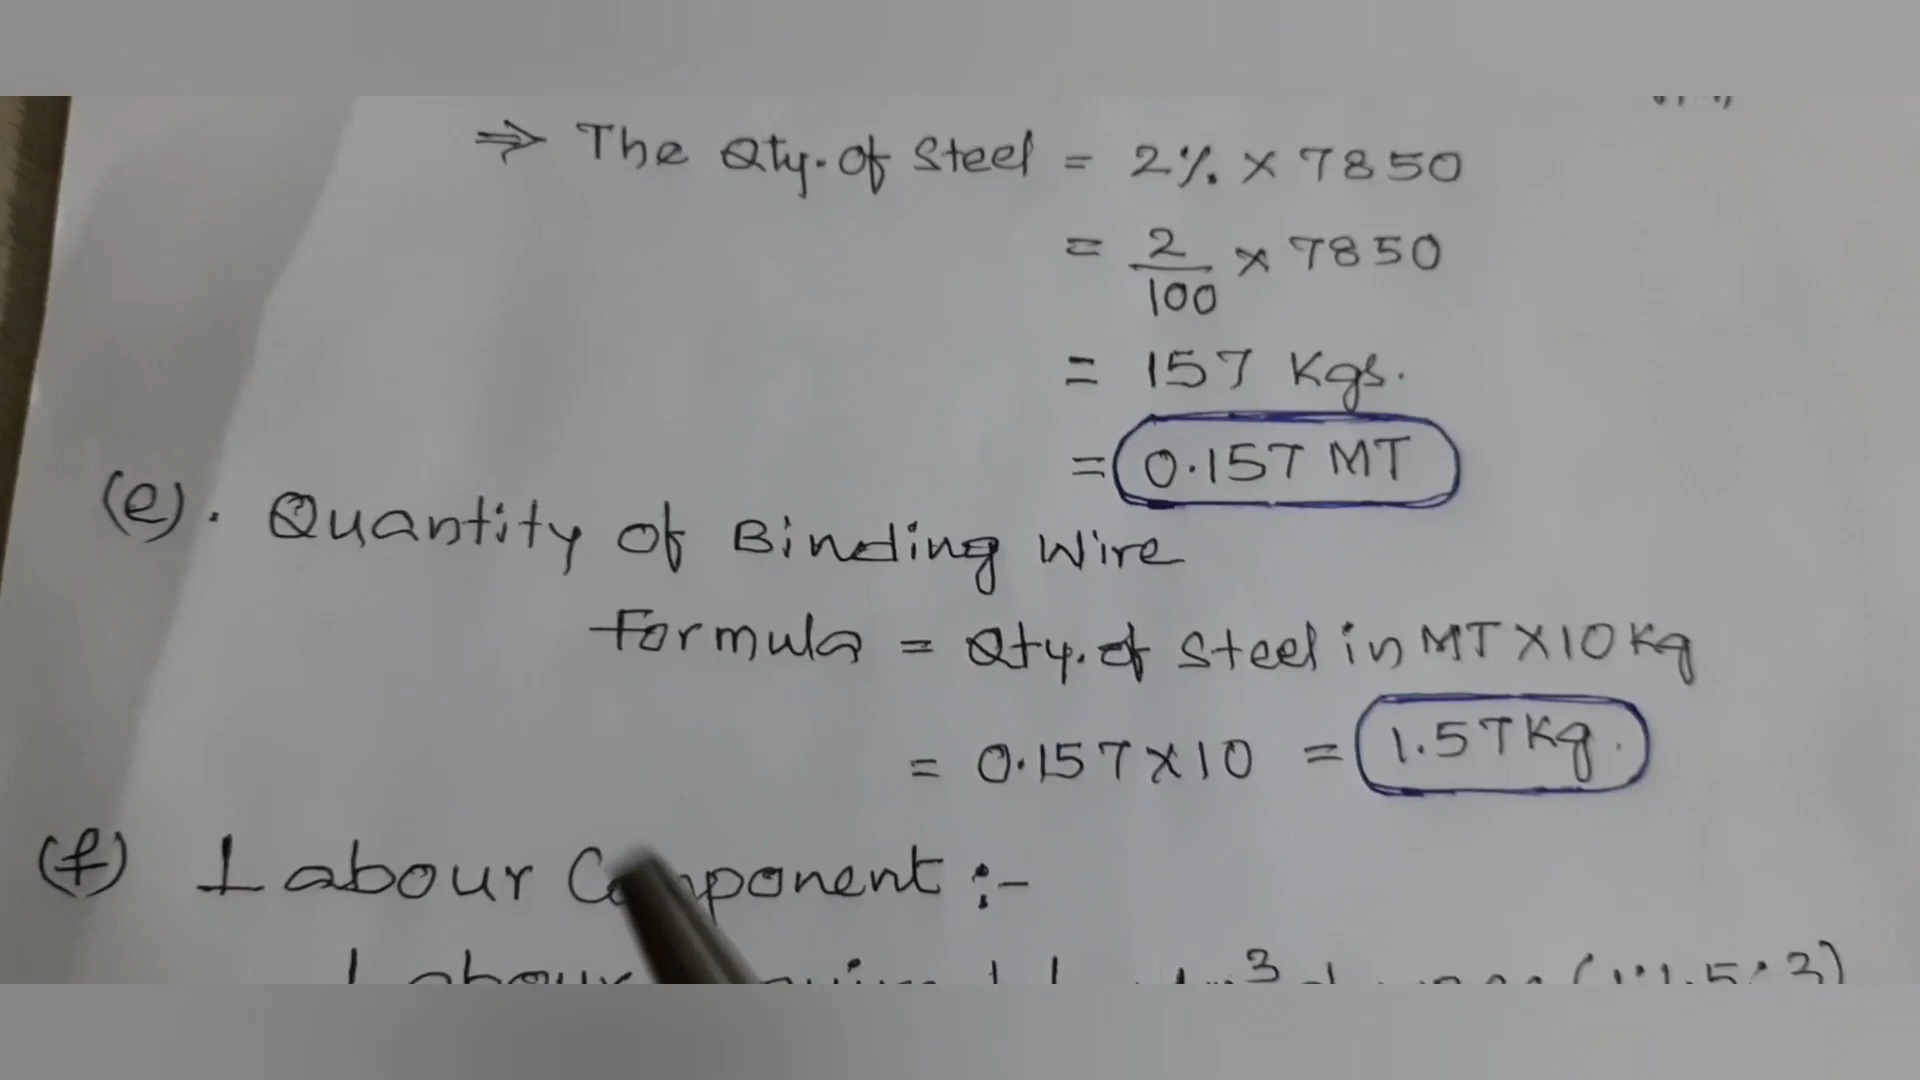 ⇒ The Qty. of Steel = 2% × 7850
= 2/100 × 7850
= 157 Kgs.
= 0.157 MT
(e). Quantity of Binding Wire
Formula = Qty. of Steel in MT × 10 Kg
= 0.157 × 10 = 1.57 Kg.
(f) Labour Component :-